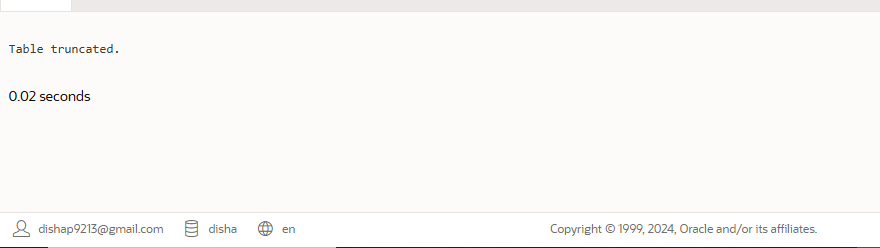 Table truncated.
0.02 seconds
dishap9213@gmail.com disha en Copyright © 1999, 2024, Oracle and/or its affiliates.